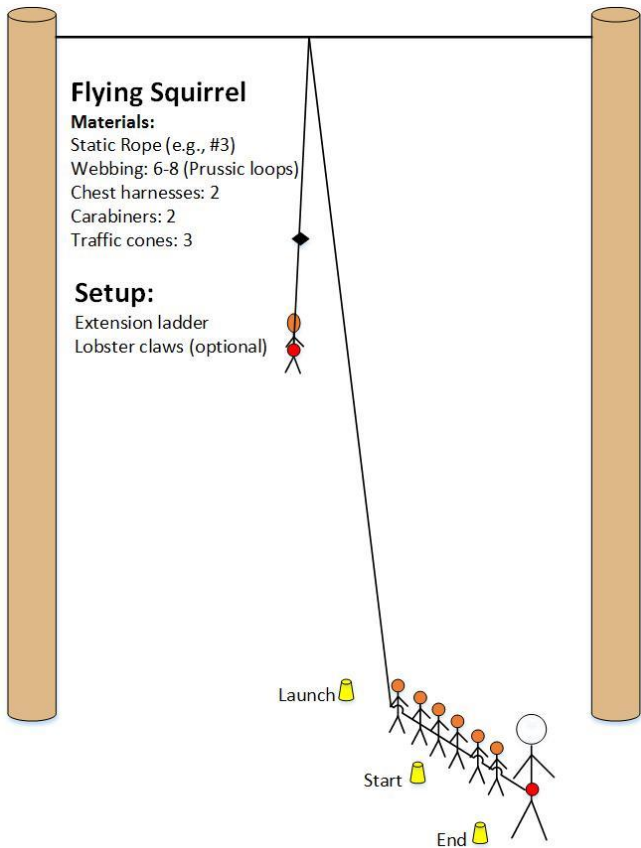 Flying Squirrel
Materials:
Static Rope (e.g., #3)
Webbing: 6-8 (Prussic loops)
Chest harnesses: 2
Carabiners: 2
Traffic cones: 3
Setup:
Extension ladder
Lobster claws (optional)
Launch
Start
End